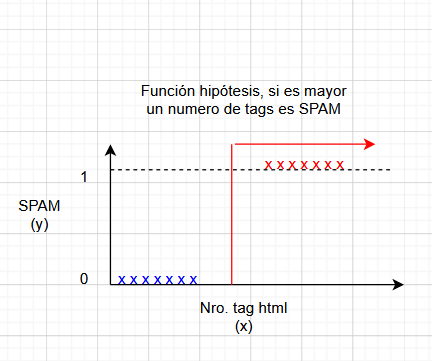 Función hipótesis, si es mayor
un numero de tags es SPAM
x x x x x x x
1
SPAM
(y)
0
x x x x x x x
Nro. tag html
(x)